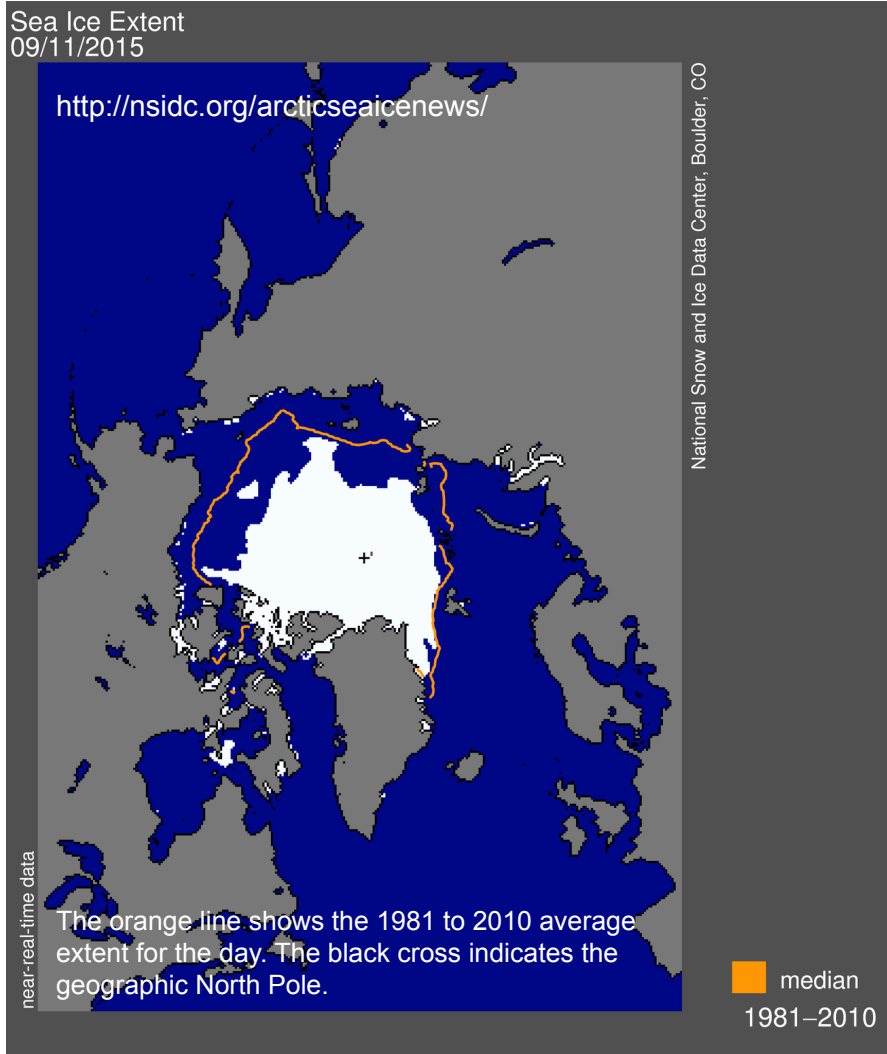 Sea Ice Extent
09/11/2015
http://nsidc.org/arcticseaicenews/
National Snow and Ice Data Center, Boulder, CO
near-real-time data
The orange line shows the 1981 to 2010 average
extent for the day. The black cross indicates the
geographic North Pole.
median
1981–2010